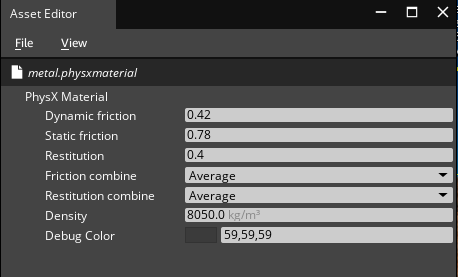 Asset Editor
File View
metal.physxmaterial
PhysX Material
Dynamic friction 0.42
Static friction 0.78
Restitution 0.4
Friction combine Average
Restitution combine Average
Density 8050.0 kg/m³
Debug Color 59,59,59